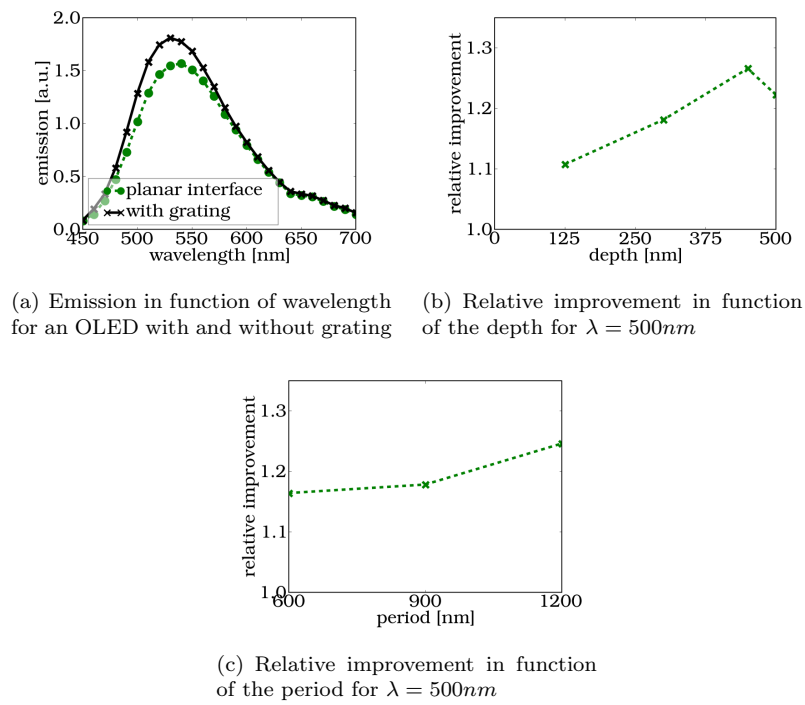 2.0
1.5
1.0
0.5
0.0
emission [a.u.]
planar interface
with grating
450 500 550 600 650 700
wavelength [nm]
(a) Emission in function of wavelength
for an OLED with and without grating
1.3
1.2
1.1
1.0
relative improvement
0 125 250 375 500
depth [nm]
(b) Relative improvement in function
of the depth for λ = 500nm
1.3
1.2
1.1
1.0
relative improvement
600 900 1200
period [nm]
(c) Relative improvement in function
of the period for λ = 500nm